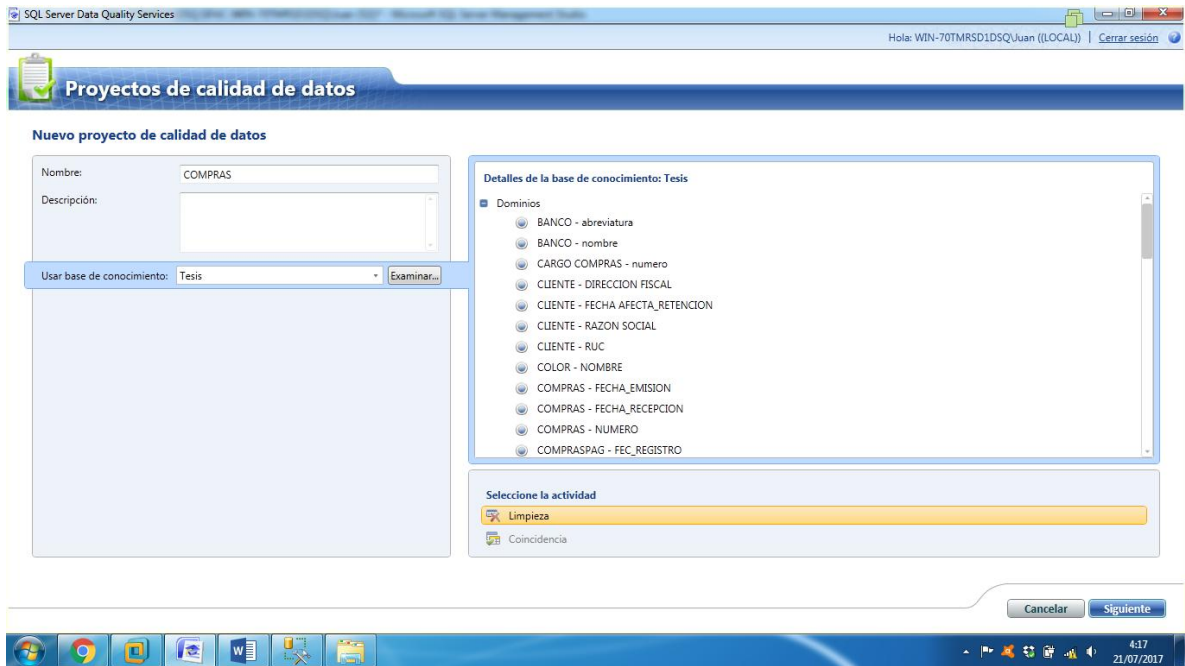 SQL Server Data Quality Services
Hola: WIN-70TMRSD1DSQ\Juan ((LOCAL)) | Cerrar sesión
Proyectos de calidad de datos
Nuevo proyecto de calidad de datos
Nombre: COMPRAS
Descripción:
Usar base de conocimiento: Tesis Examinar...
Detalles de la base de conocimiento: Tesis
Dominios
BANCO - abreviatura
BANCO - nombre
CARGO COMPRAS - numero
CLIENTE - DIRECCION FISCAL
CLIENTE - FECHA AFECTA_RETENCION
CLIENTE - RAZON SOCIAL
CLIENTE - RUC
COLOR - NOMBRE
COMPRAS - FECHA_EMISION
COMPRAS - FECHA_RECEPCION
COMPRAS - NUMERO
COMPRASPAG - FEC_REGISTRO
Seleccione la actividad
Limpieza
Coincidencia
Cancelar Siguiente
4:17
21/07/2017